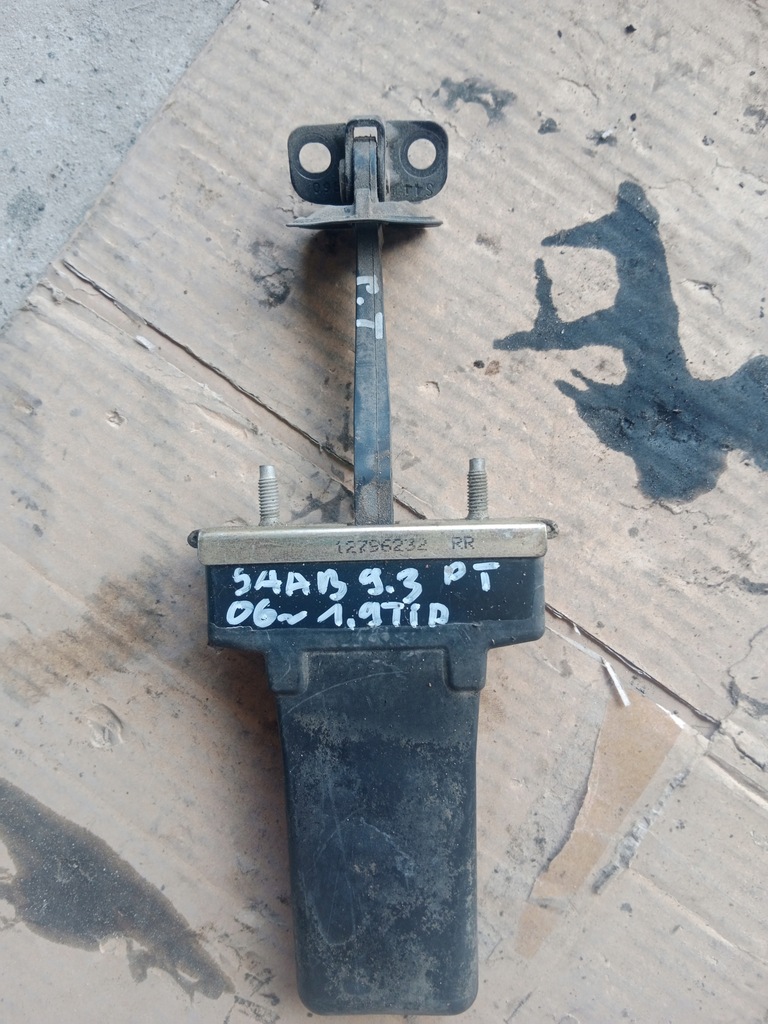 P.T
12796232 RR
SAAB 9.3 PT
06~ 1.9TiD